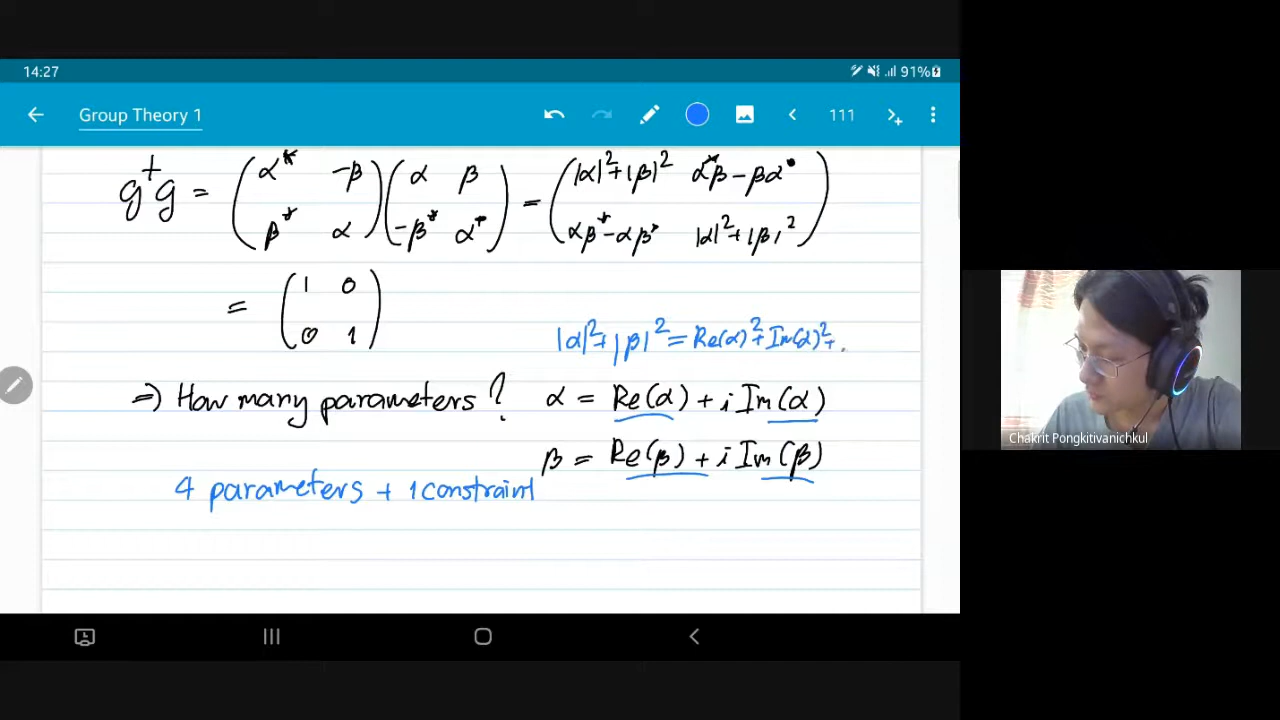 14:27
91%
Group Theory 1
111
g†g = (α* -β) (α β) = (|α|²+|β|² α*β - βα*)
(β* α) (-β* α*) (αβ* - αβ* |α|²+|β|²)
= (1 0)
(0 1)
|α|²+|β|² = Re(α)²+Im(α)²+
⇒ How many parameters? α = Re(α) + i Im(α)
β = Re(β) + i Im(β)
4 parameters + 1 constraint
Chakrit Pongkitivanichkul